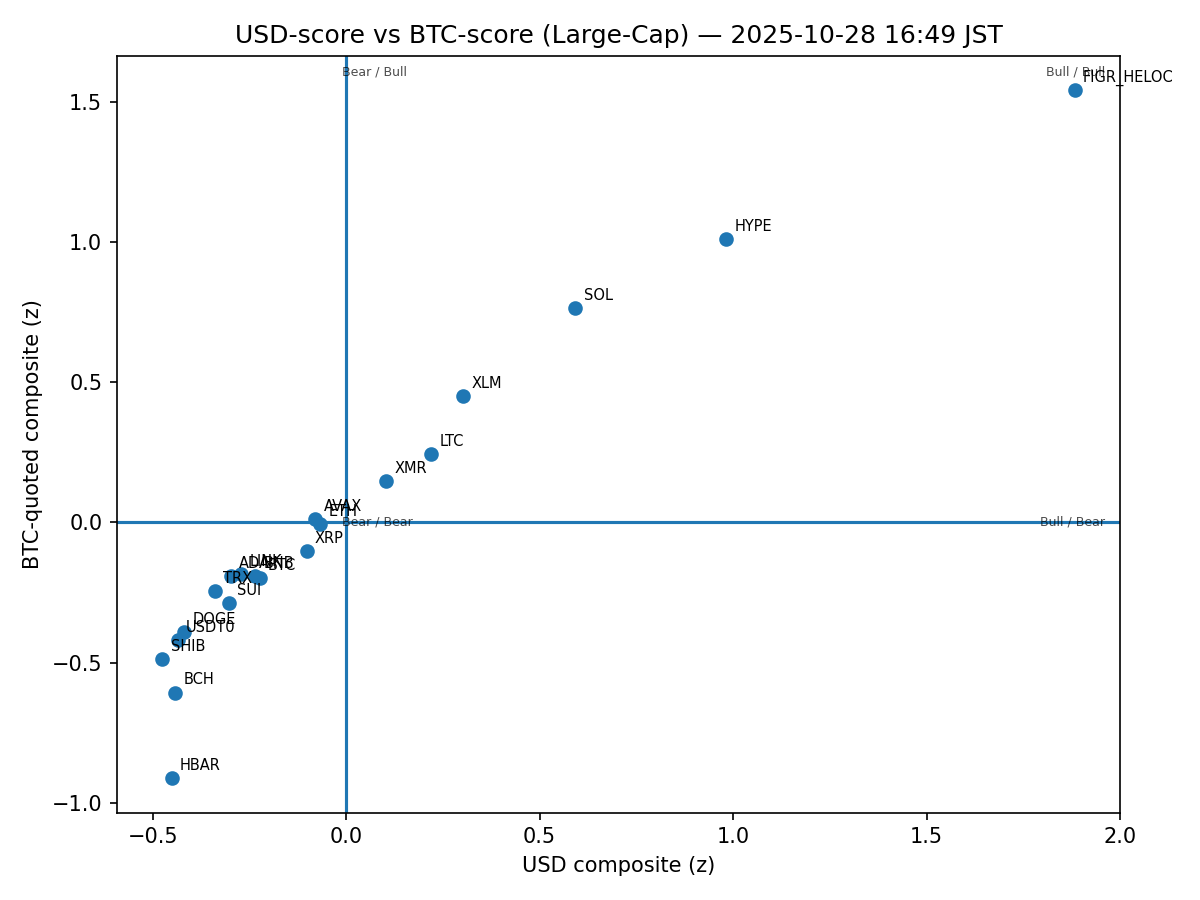 USD-score vs BTC-score (Large-Cap) — 2025-10-28 16:49 JST
Bear / Bull
Bull / Bull
FIGR_HELOC
HYPE
SOL
XLM
LTC
XMR
AVAX
ETH
Bear / Bear
Bull / Bear
XRP
ADA
LINK
BNB
BTC
TRX
SUI
DOGE
USDT0
SHIB
BCH
HBAR
1.5
1.0
0.5
0.0
−0.5
−1.0
BTC-quoted composite (z)
−0.5
0.0
0.5
1.0
1.5
2.0
USD composite (z)